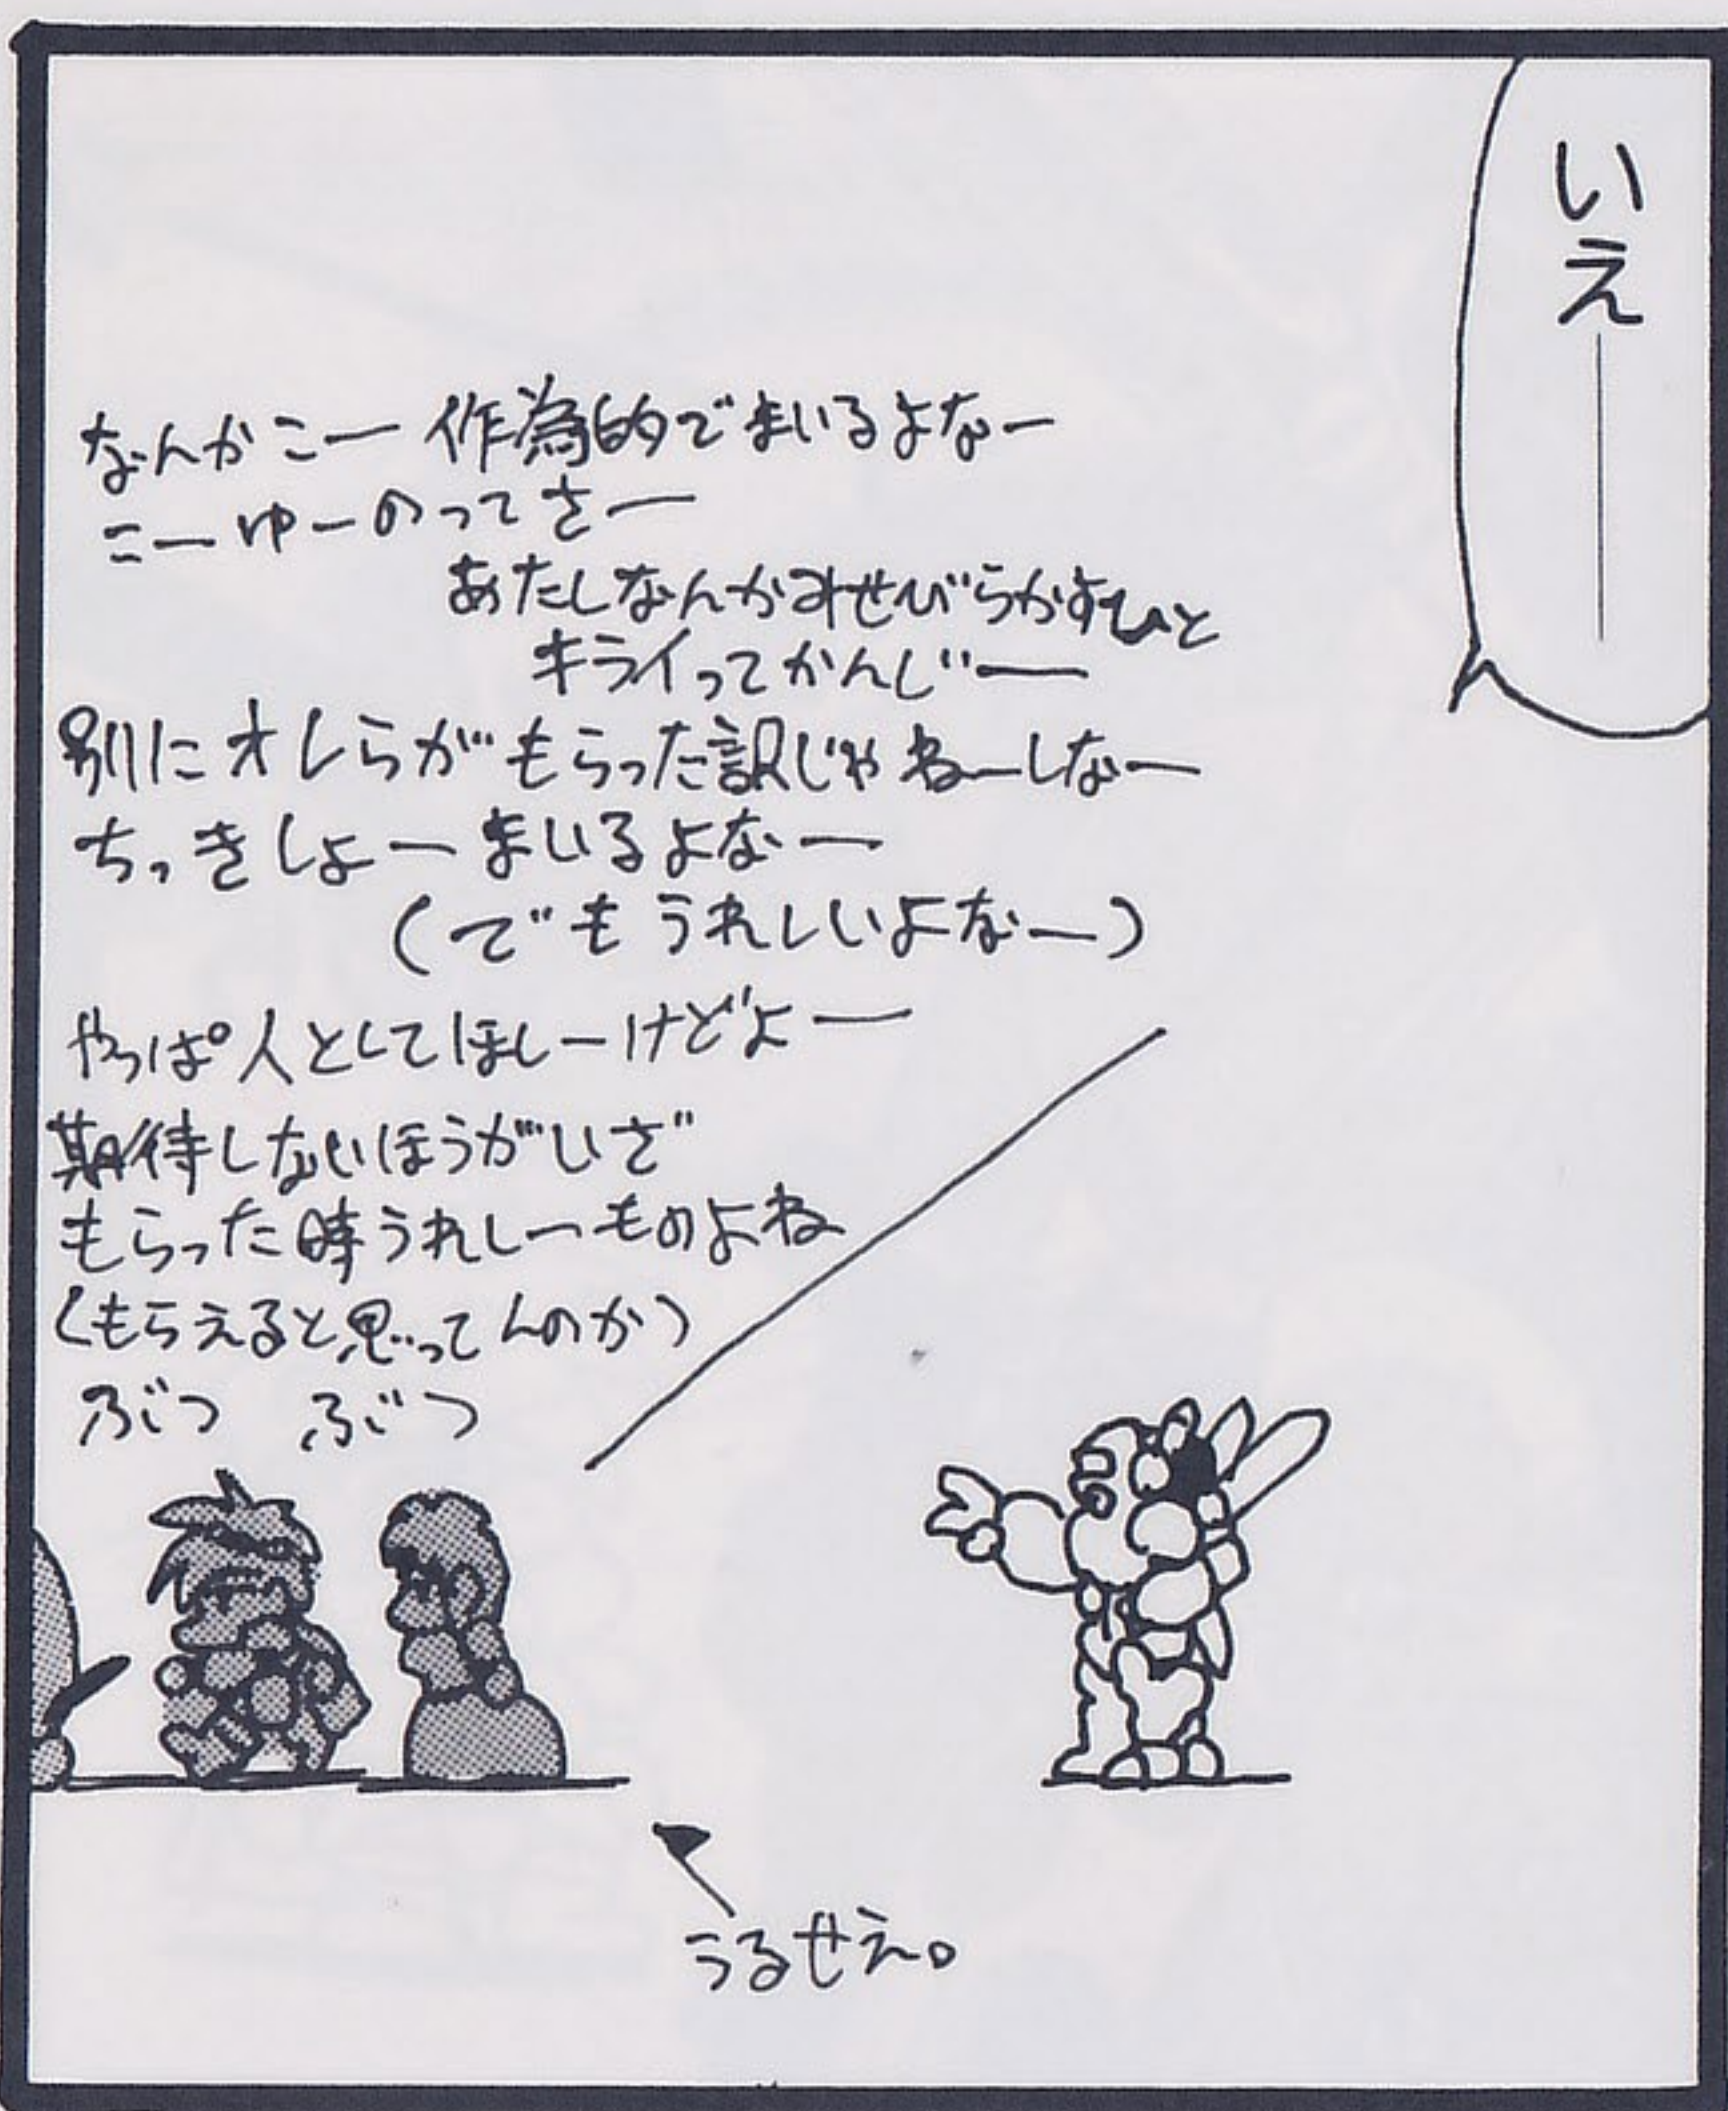 いえ――
なんかこー作為的でまいるよなー
こーゆーのってさー
あたしなんかみせびらかすひと
キライってかんじー
別にオレらがもらった訳じゃねーしなー
ちっきしょーまいるよなー
(でもうれしいよなー)
やっぱ人としてほしーけどよー
期待しないほうがいざ
もらった時うれしーものよね
(もらえると思ってんのか)
ぶつ ぶつ
うるせえ。